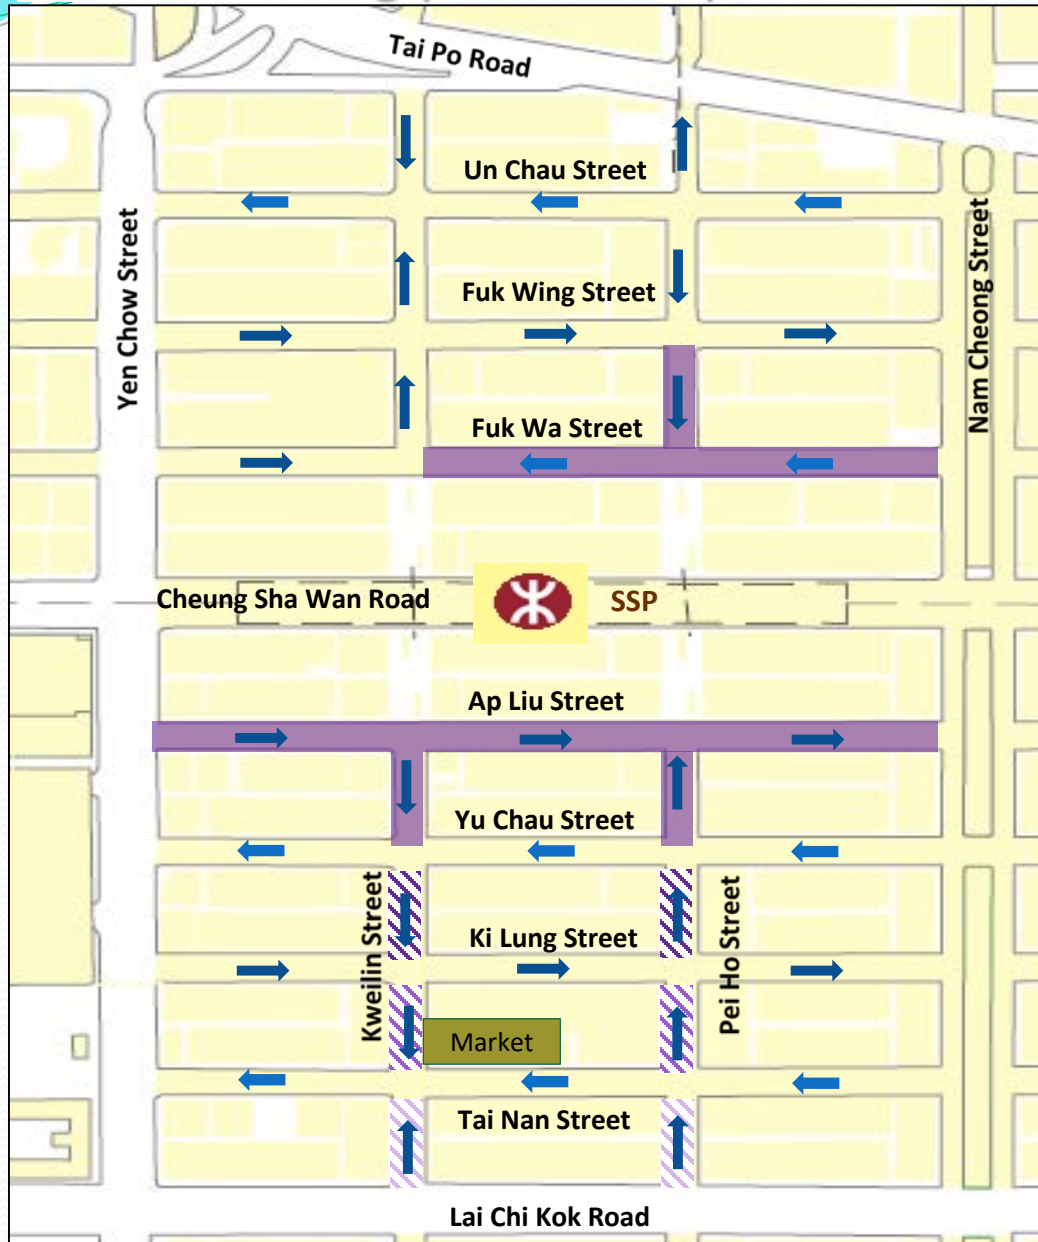 Tai Po Road
Un Chau Street
Yen Chow Street
Nam Cheong Street
Fuk Wing Street
Fuk Wa Street
Cheung Sha Wan Road
SSP
Ap Liu Street
Yu Chau Street
Kweilin Street
Pei Ho Street
Ki Lung Street
Market
Tai Nan Street
Lai Chi Kok Road